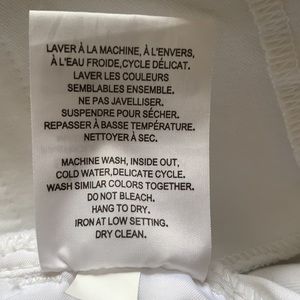 LAVER À LA MACHINE, À L'ENVERS,
À L'EAU FROIDE,CYCLE DÉLICAT.
LAVER LES COULEURS
SEMBLABLES ENSEMBLE.
NE PAS JAVELLISER.
SUSPENDRE POUR SÉCHER.
REPASSER À BASSE TEMPÉRATURE.
NETTOYER À SEC.
MACHINE WASH, INSIDE OUT,
COLD WATER,DELICATE CYCLE.
WASH SIMILAR COLORS TOGETHER.
DO NOT BLEACH.
HANG TO DRY.
IRON AT LOW SETTING.
DRY CLEAN.